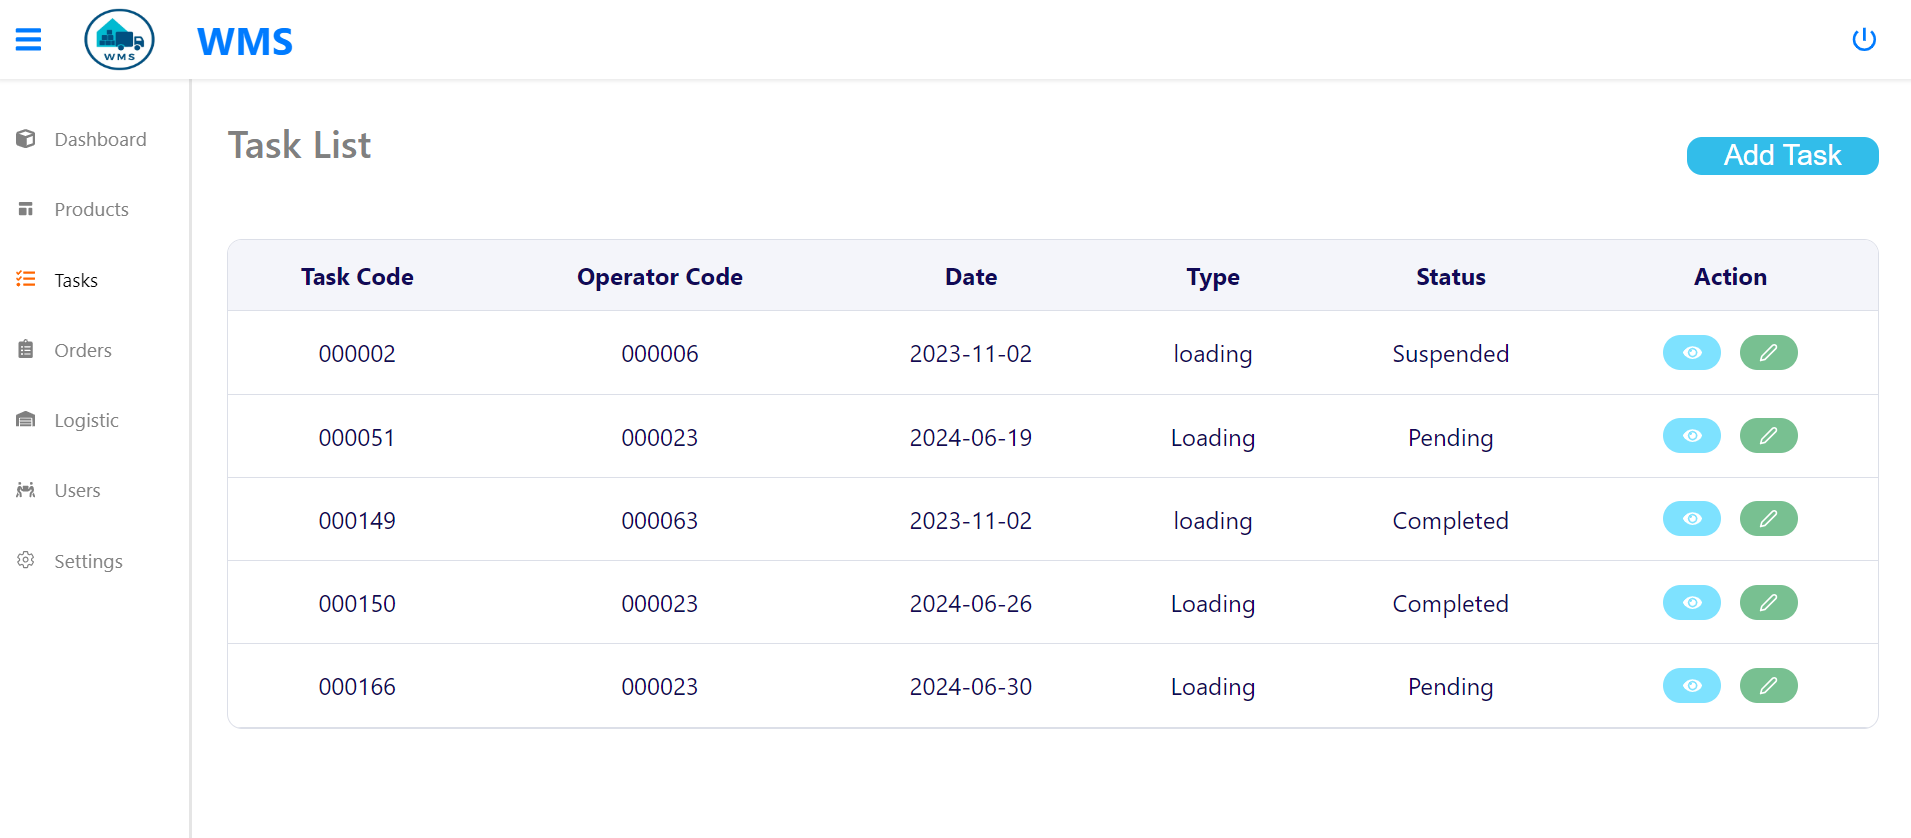 WMS
WMS
Dashboard
Products
Tasks
Orders
Logistic
Users
Settings
Task List
Add Task
Task Code Operator Code Date Type Status Action
000002 000006 2023-11-02 loading Suspended
000051 000023 2024-06-19 Loading Pending
000149 000063 2023-11-02 loading Completed
000150 000023 2024-06-26 Loading Completed
000166 000023 2024-06-30 Loading Pending